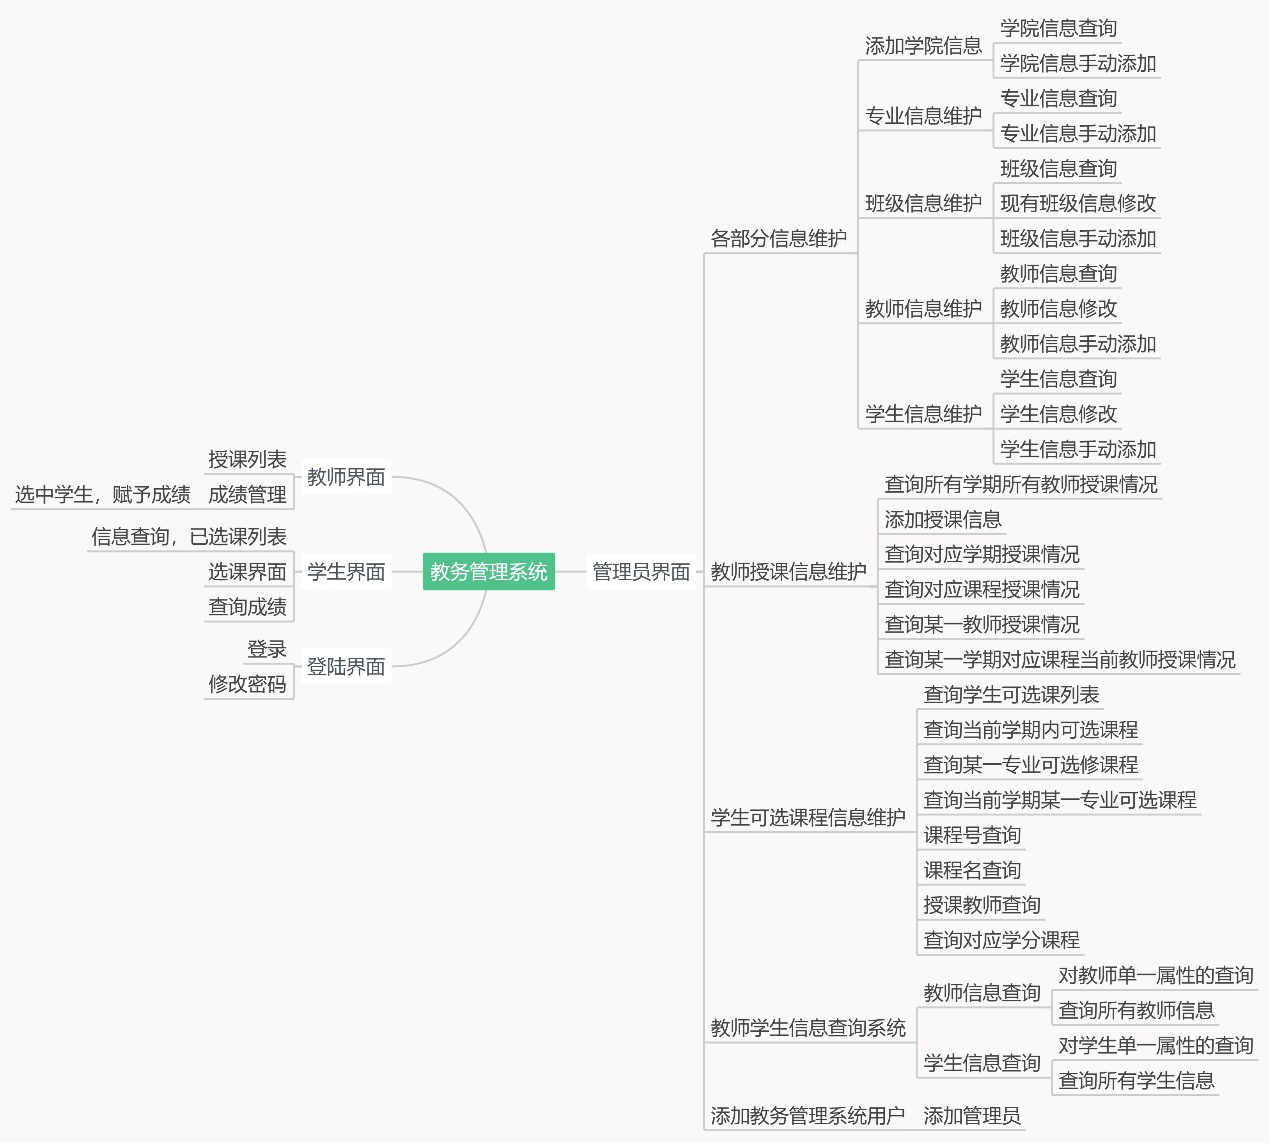 教务管理系统
教师界面
授课列表
成绩管理
选中学生，赋予成绩
学生界面
信息查询，已选课列表
选课界面
查询成绩
登陆界面
登录
修改密码
管理员界面
各部分信息维护
添加学院信息
学院信息查询
学院信息手动添加
专业信息维护
专业信息查询
专业信息手动添加
班级信息维护
班级信息查询
现有班级信息修改
班级信息手动添加
教师信息维护
教师信息查询
教师信息修改
教师信息手动添加
学生信息维护
学生信息查询
学生信息修改
学生信息手动添加
教师授课信息维护
查询所有学期所有教师授课情况
添加授课信息
查询对应学期授课情况
查询对应课程授课情况
查询某一教师授课情况
查询某一学期对应课程当前教师授课情况
学生可选课程信息维护
查询学生可选课列表
查询当前学期内可选课程
查询某一专业可选修课程
查询当前学期某一专业可选课程
课程号查询
课程名查询
授课教师查询
查询对应学分课程
教师学生信息查询系统
教师信息查询
对教师单一属性的查询
查询所有教师信息
学生信息查询
对学生单一属性的查询
查询所有学生信息
添加教务管理系统用户
添加管理员